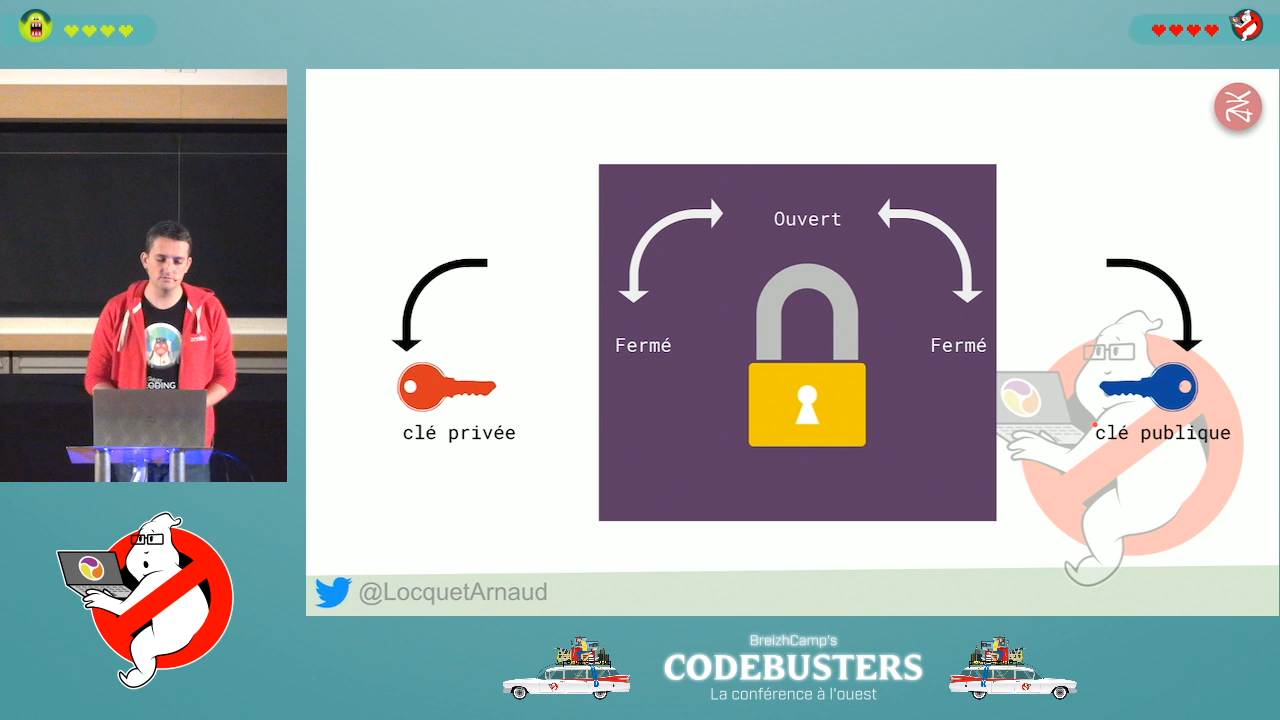 Ouvert
Fermé
Fermé
clé privée
clé publique
@LocquetArnaud
BreizhCamp's
CODEBUSTERS
La conférence à l'ouest